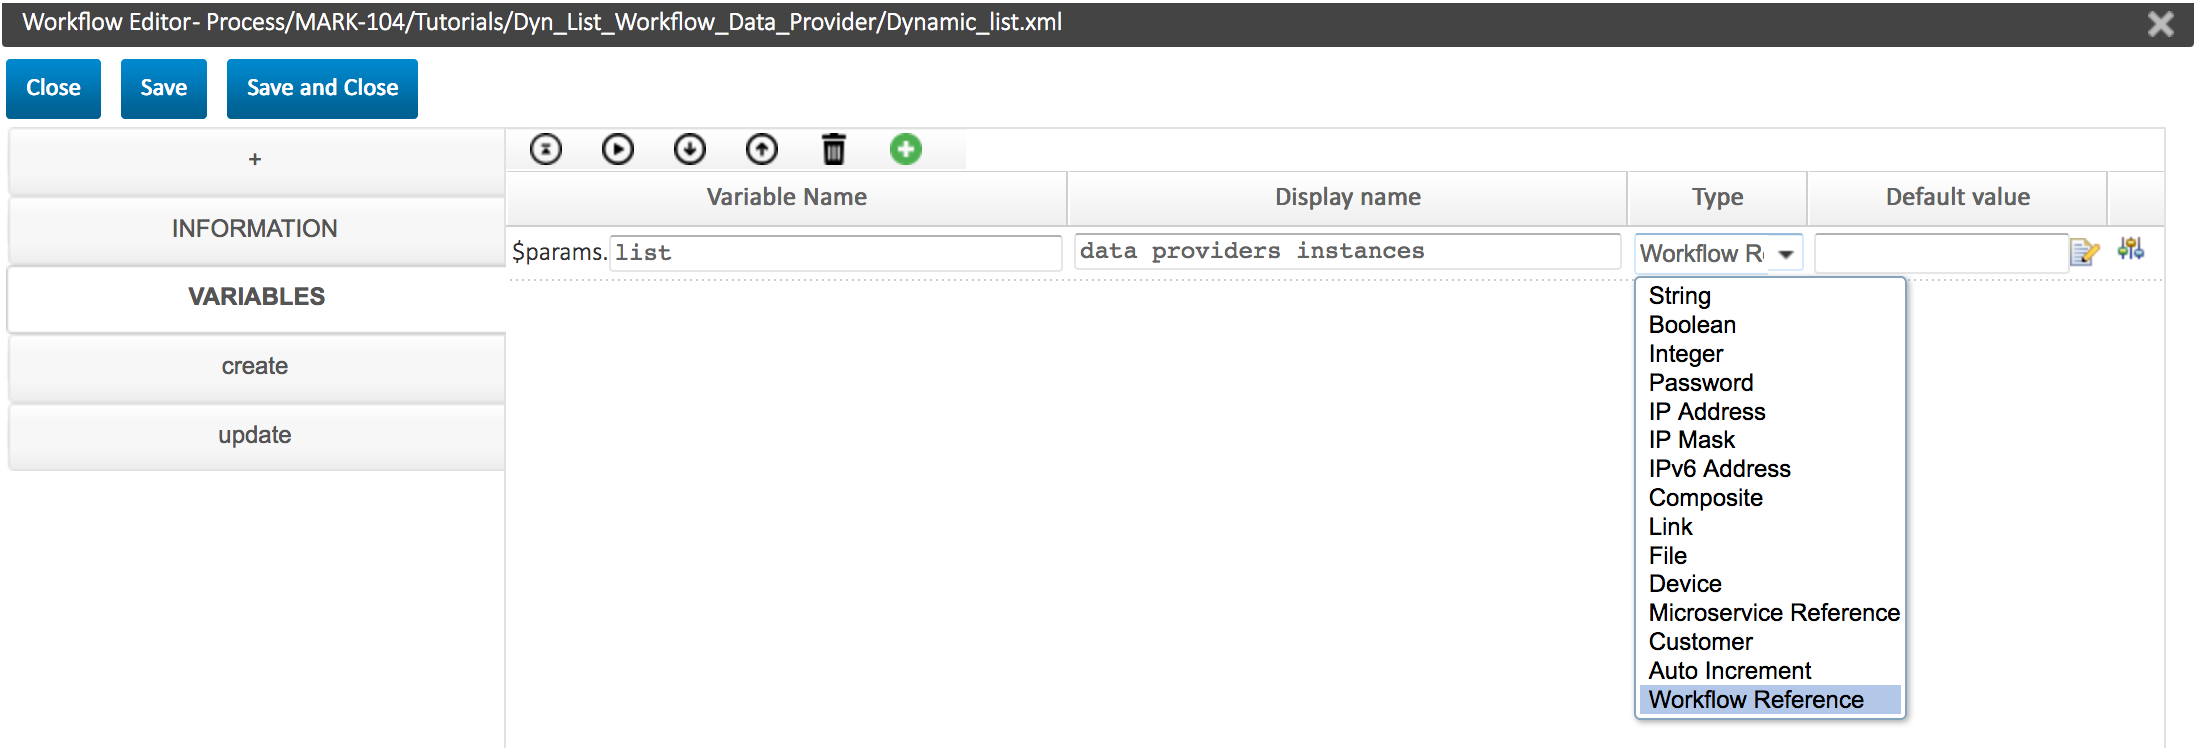 Workflow Editor- Process/MARK-104/Tutorials/Dyn_List_Workflow_Data_Provider/Dynamic_list.xml
Close Save Save and Close
+
INFORMATION
VARIABLES
create
update
Variable Name Display name Type Default value
$params. list data providers instances Workflow R
String
Boolean
Integer
Password
IP Address
IP Mask
IPv6 Address
Composite
Link
File
Device
Microservice Reference
Customer
Auto Increment
Workflow Reference